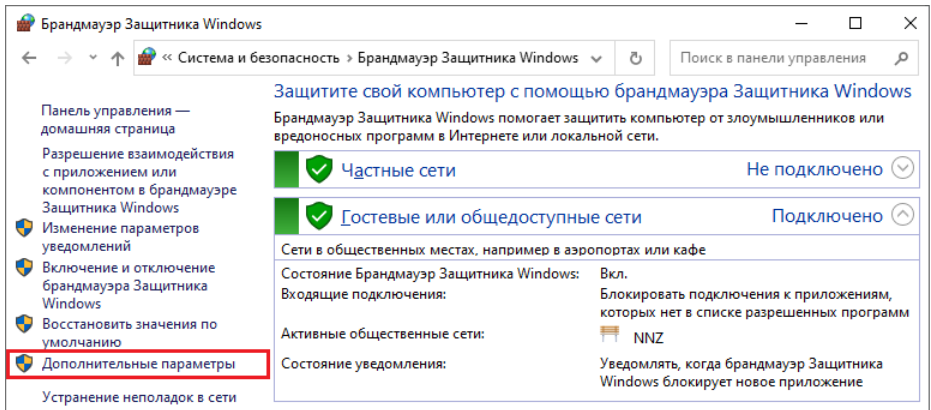 Брандмауэр Защитника Windows
« Система и безопасность › Брандмауэр Защитника Windows
Поиск в панели управления
Панель управления —
домашняя страница
Разрешение взаимодействия
с приложением или
компонентом в брандмауэре
Защитника Windows
Изменение параметров
уведомлений
Включение и отключение
брандмауэра Защитника
Windows
Восстановить значения по
умолчанию
Дополнительные параметры
Устранение неполадок в сети
Защитите свой компьютер с помощью брандмауэра Защитника Windows
Брандмауэр Защитника Windows помогает защитить компьютер от злоумышленников или
вредоносных программ в Интернете или локальной сети.
Частные сети Не подключено
Гостевые или общедоступные сети Подключено
Сети в общественных местах, например в аэропортах или кафе
Состояние Брандмауэр Защитника Windows: Вкл.
Входящие подключения: Блокировать подключения к приложениям,
которых нет в списке разрешенных программ
Активные общественные сети: NNZ
Состояние уведомления: Уведомлять, когда брандмауэр Защитника
Windows блокирует новое приложение